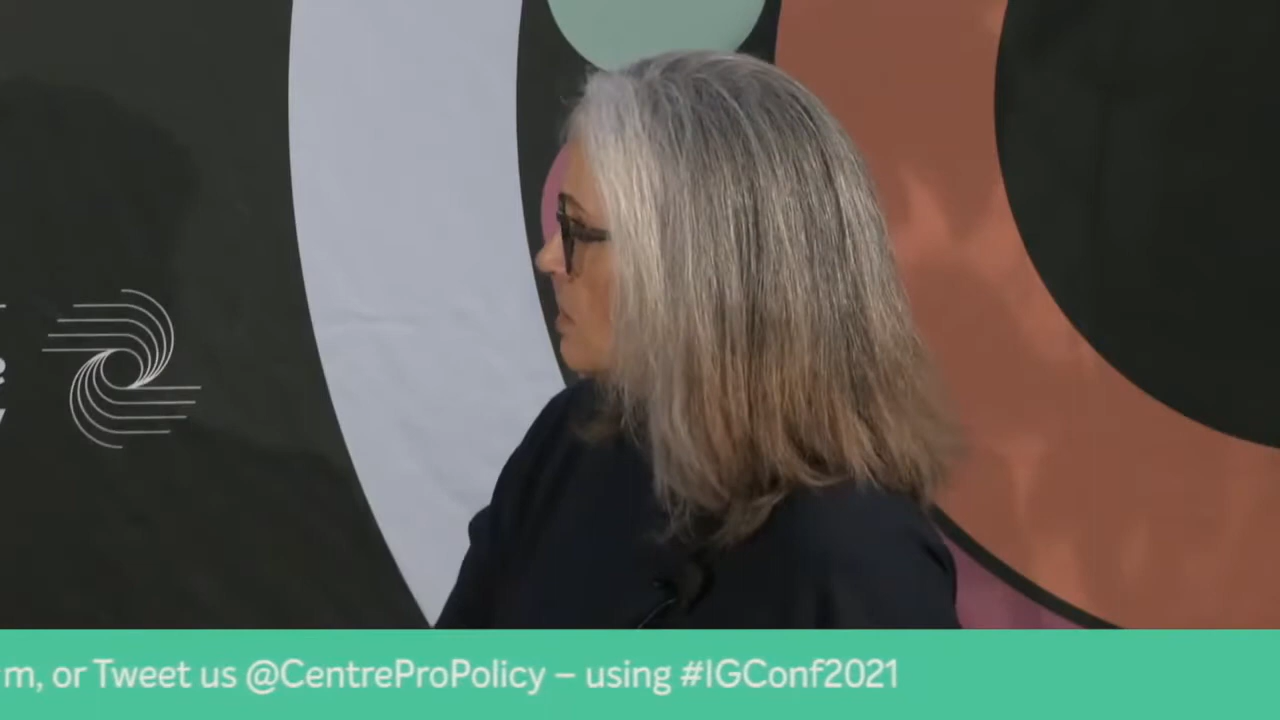 m, or Tweet us @CentreProPolicy – using #IGConf2021